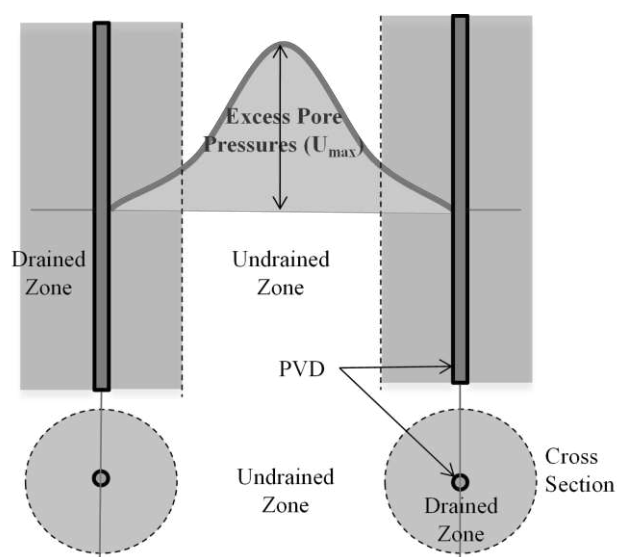 Excess Pore
Pressures (Umax)
Drained
Zone
Undrained
Zone
PVD
Undrained
Zone
Cross
Section
Drained
Zone